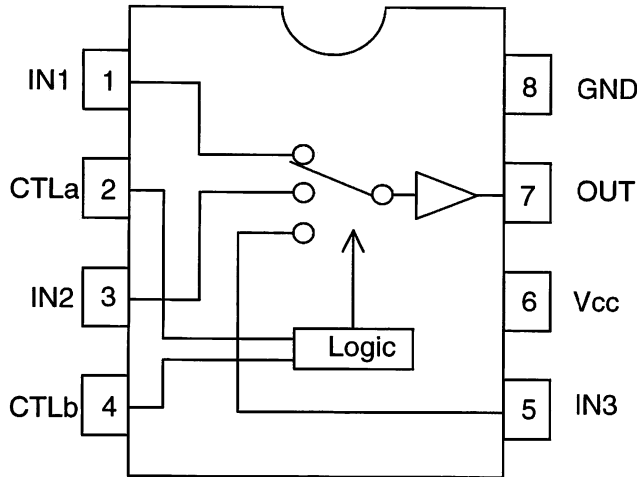 IN1 1 8 GND
CTLa 2 7 OUT
IN2 3 6 Vcc
Logic
CTLb 4 5 IN3